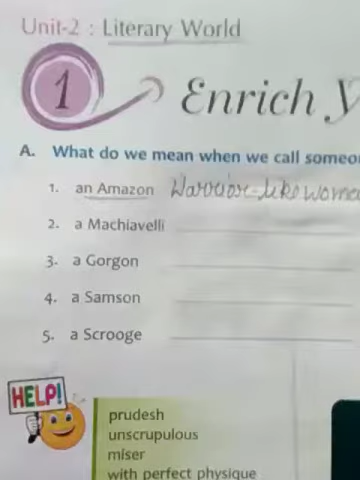 Unit-2 : Literary World
1 Enrich Y
A. What do we mean when we call someo
1. an Amazon Warrior-like wome
2. a Machiavelli
3. a Gorgon
4. a Samson
5. a Scrooge
HELP!
prudesh
unscrupulous
miser
with perfect physique